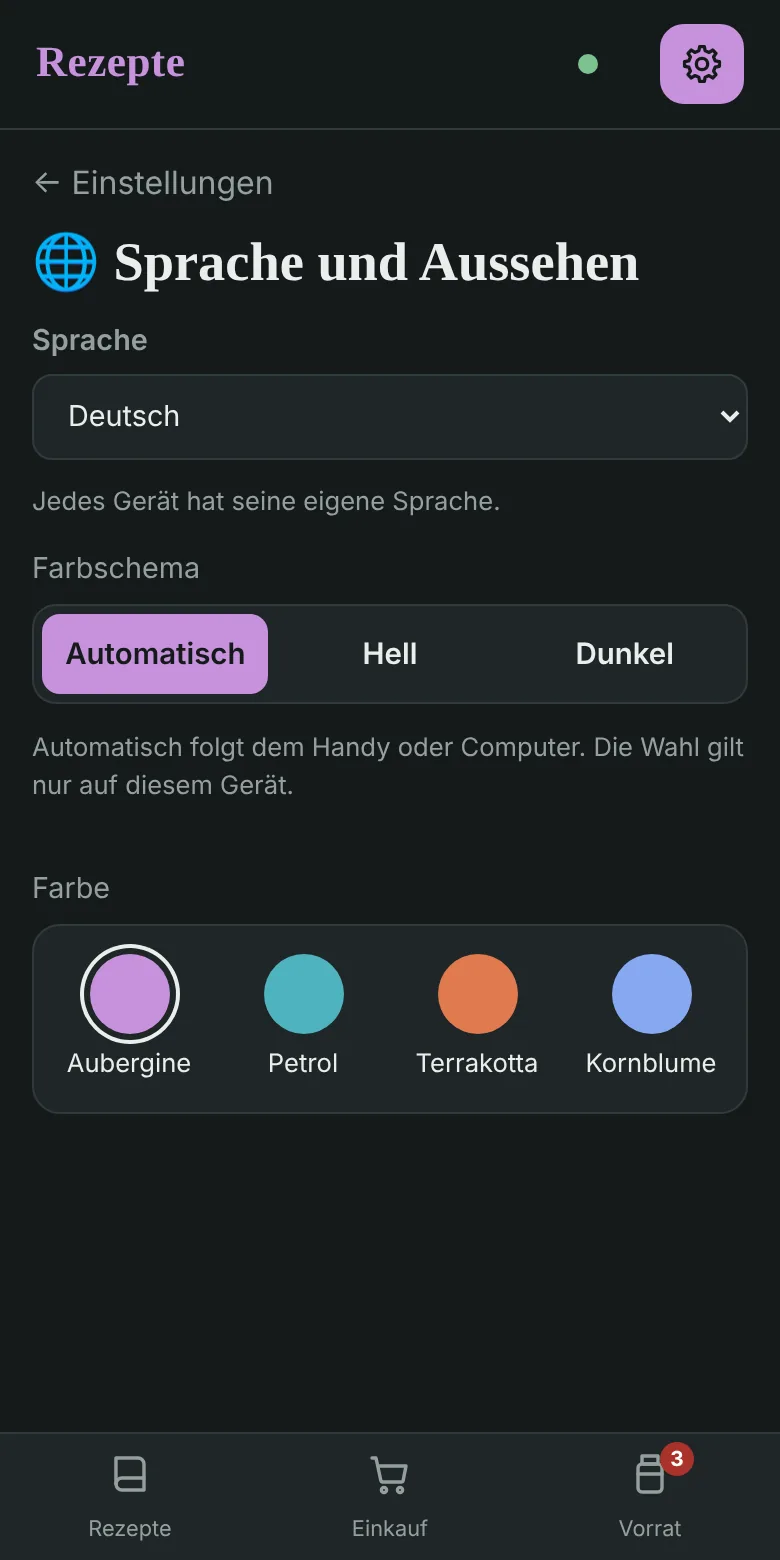 Rezepte
← Einstellungen
🌐 Sprache und Aussehen
Sprache
Deutsch
Jedes Gerät hat seine eigene Sprache.
Farbschema
Automatisch Hell Dunkel
Automatisch folgt dem Handy oder Computer. Die Wahl gilt
nur auf diesem Gerät.
Farbe
Aubergine Petrol Terrakotta Kornblume
3
Rezepte Einkauf Vorrat